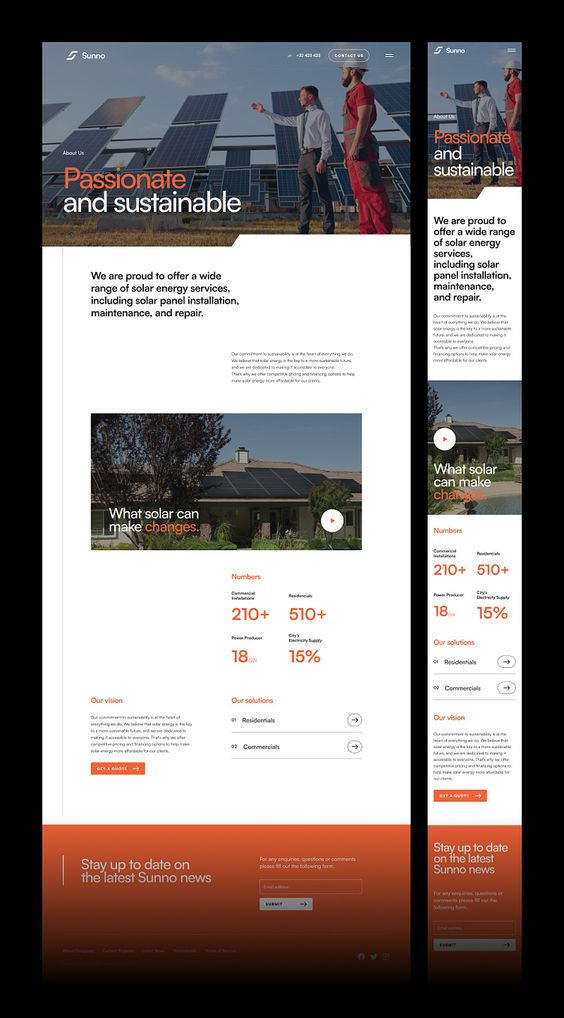 Sunno
+32 423 423
CONTACT US
About Us
Passionate
and sustainable
We are proud to offer a wide
range of solar energy services,
including solar panel installation,
maintenance, and repair.
Our commitment to sustainability is at the heart of everything we do.
We believe that solar energy is the key to a more sustainable future,
and we are dedicated to making it accessible to everyone.
That's why we offer competitive pricing and financing options to help
make solar energy more affordable for our clients.
What solar can
make changes.
Numbers
Commercial
Installations
Residencials
210+
510+
Power Producer
City's
Electricity Supply
18
15%
Our vision
Our commitment to sustainability is at the heart of
everything we do. We believe that solar energy is the key
to a more sustainable future, and we are dedicated to
making it accessible to everyone. That's why we offer
competitive pricing and financing options to help make
solar energy more affordable for our clients.
GET A QUOTE
Our solutions
01 Residentials
02 Commercials
Stay up to date on
the latest Sunno news
For any enquiries, questions or comments
please fill out the following form.
Email address
SUBMIT
Latest News
Sunno
About Us
Passionate
and
sustainable
We are proud to
offer a wide range
of solar energy
services,
including solar
panel installation,
maintenance,
and repair.
Our commitment to sustainability is at the
heart of everything we do. We believe that
solar energy is the key to a more sustainable
future, and we are dedicated to making it
accessible to everyone.
That's why we offer competitive pricing and
financing options to help make solar energy
more affordable for our clients.
What solar
can make
changes.
Numbers
Commercial
Installations
Residencials
210+
510+
Power Producer
City's
Electricity Supply
18
15%
Our solutions
01 Residentials
02 Commercials
Our vision
Our commitment to sustainability is at the
heart of everything we do. We believe that
solar energy is the key to a more sustainable
future, and we are dedicated to making it
accessible to everyone. That's why we offer
competitive pricing and financing options to
help make solar energy more affordable for
our clients.
GET A QUOTE
Stay up to date
on the latest
Sunno news
For any enquiries, questions or
comments please fill out the
following form.
Email address
SUBMIT